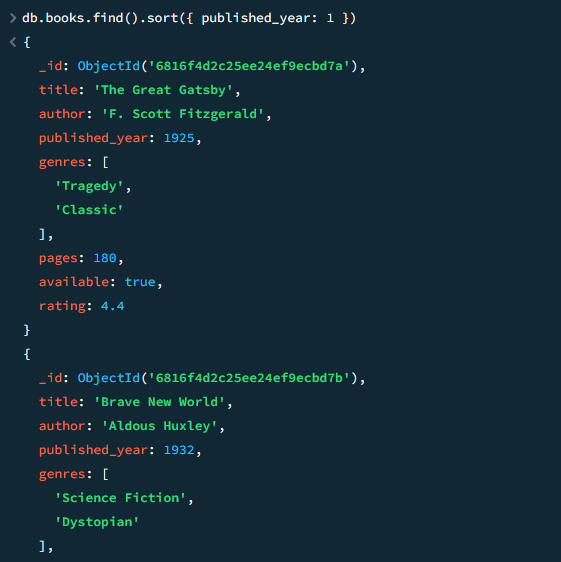 db.books.find().sort({ published_year: 1 })
{
_id: ObjectId('6816f4d2c25ee24ef9ecbd7a'),
title: 'The Great Gatsby',
author: 'F. Scott Fitzgerald',
published_year: 1925,
genres: [
'Tragedy',
'Classic'
],
pages: 180,
available: true,
rating: 4.4
}
{
_id: ObjectId('6816f4d2c25ee24ef9ecbd7b'),
title: 'Brave New World',
author: 'Aldous Huxley',
published_year: 1932,
genres: [
'Science Fiction',
'Dystopian'
],